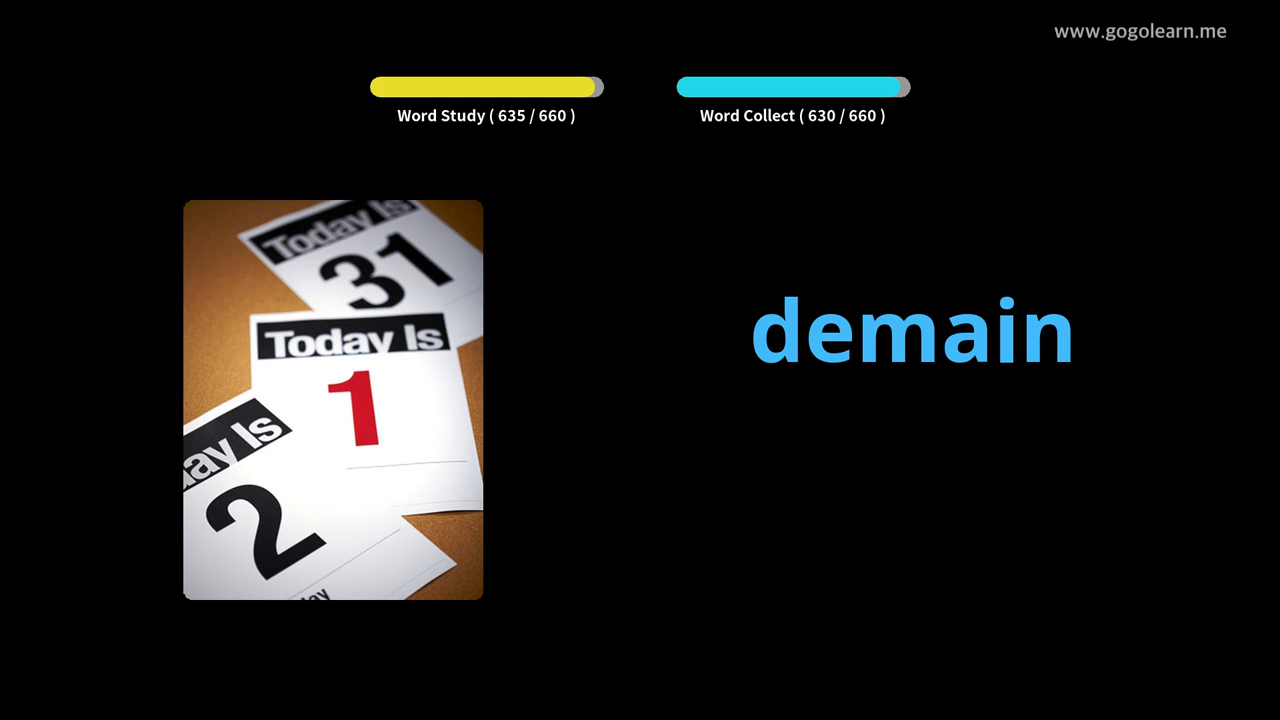 www.gogolearn.me
Word Study ( 635 / 660 )
Word Collect ( 630 / 660 )
Today Is
31
Today Is
1
ay Is
2
demain